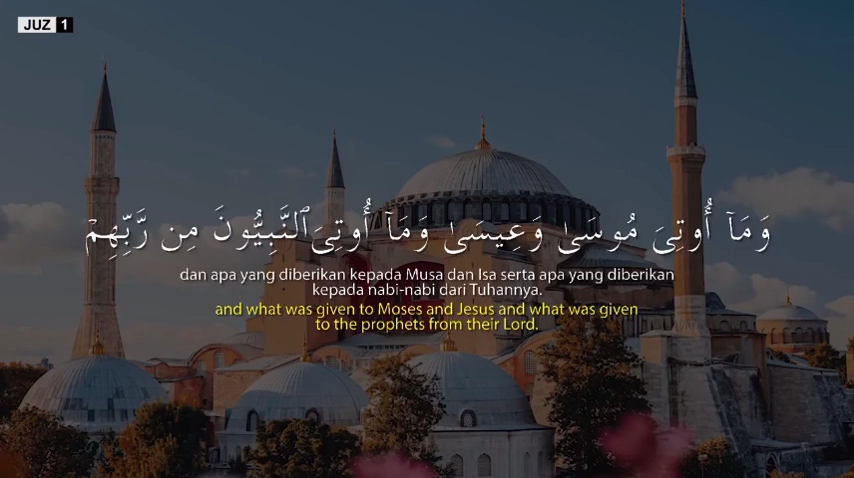 JUZ 1
وَمَآ أُوتِىَ مُوسَىٰ وَعِيسَىٰ وَمَآ أُوتِىَ ٱلنَّبِيُّونَ مِن رَّبِّهِمْ
dan apa yang diberikan kepada Musa dan Isa serta apa yang diberikan
kepada nabi-nabi dari Tuhannya.
and what was given to Moses and Jesus and what was given
to the prophets from their Lord.